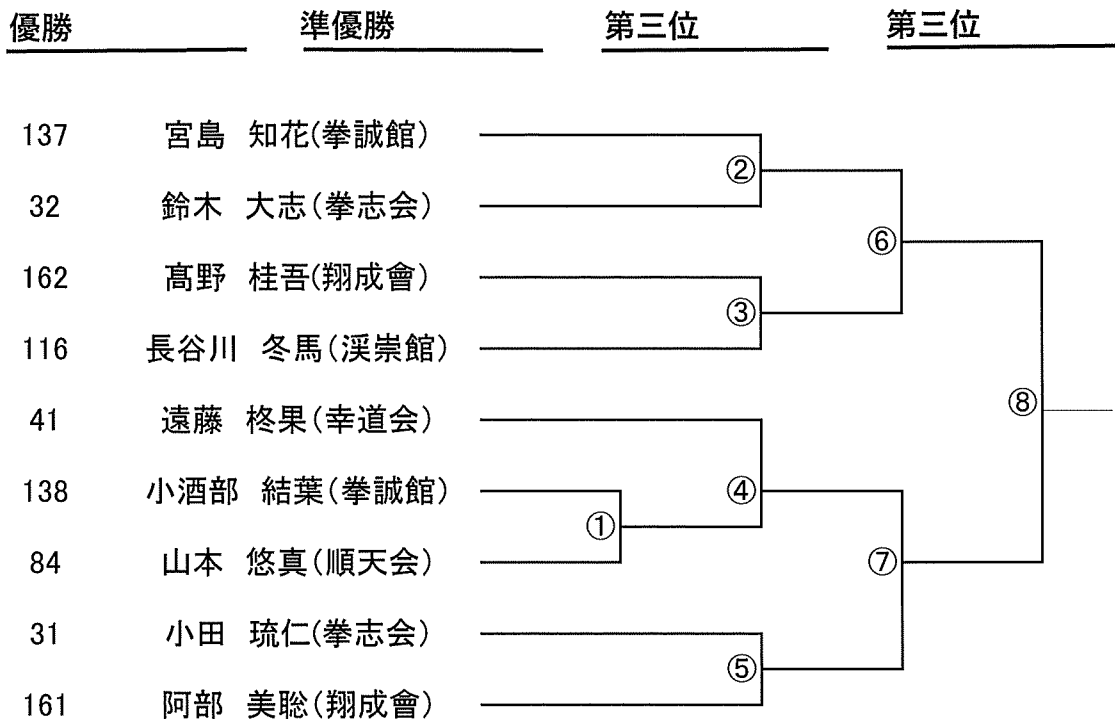 優勝 準優勝 第三位 第三位
137 宮島 知花(拳誠館)
②
32 鈴木 大志(拳志会)
⑥
162 髙野 桂吾(翔成會)
③
116 長谷川 冬馬(渓崇館)
⑧
41 遠藤 柊果(幸道会)
138 小酒部 結葉(拳誠館) ④
①
84 山本 悠真(順天会) ⑦
31 小田 琉仁(拳志会)
⑤
161 阿部 美聡(翔成會)